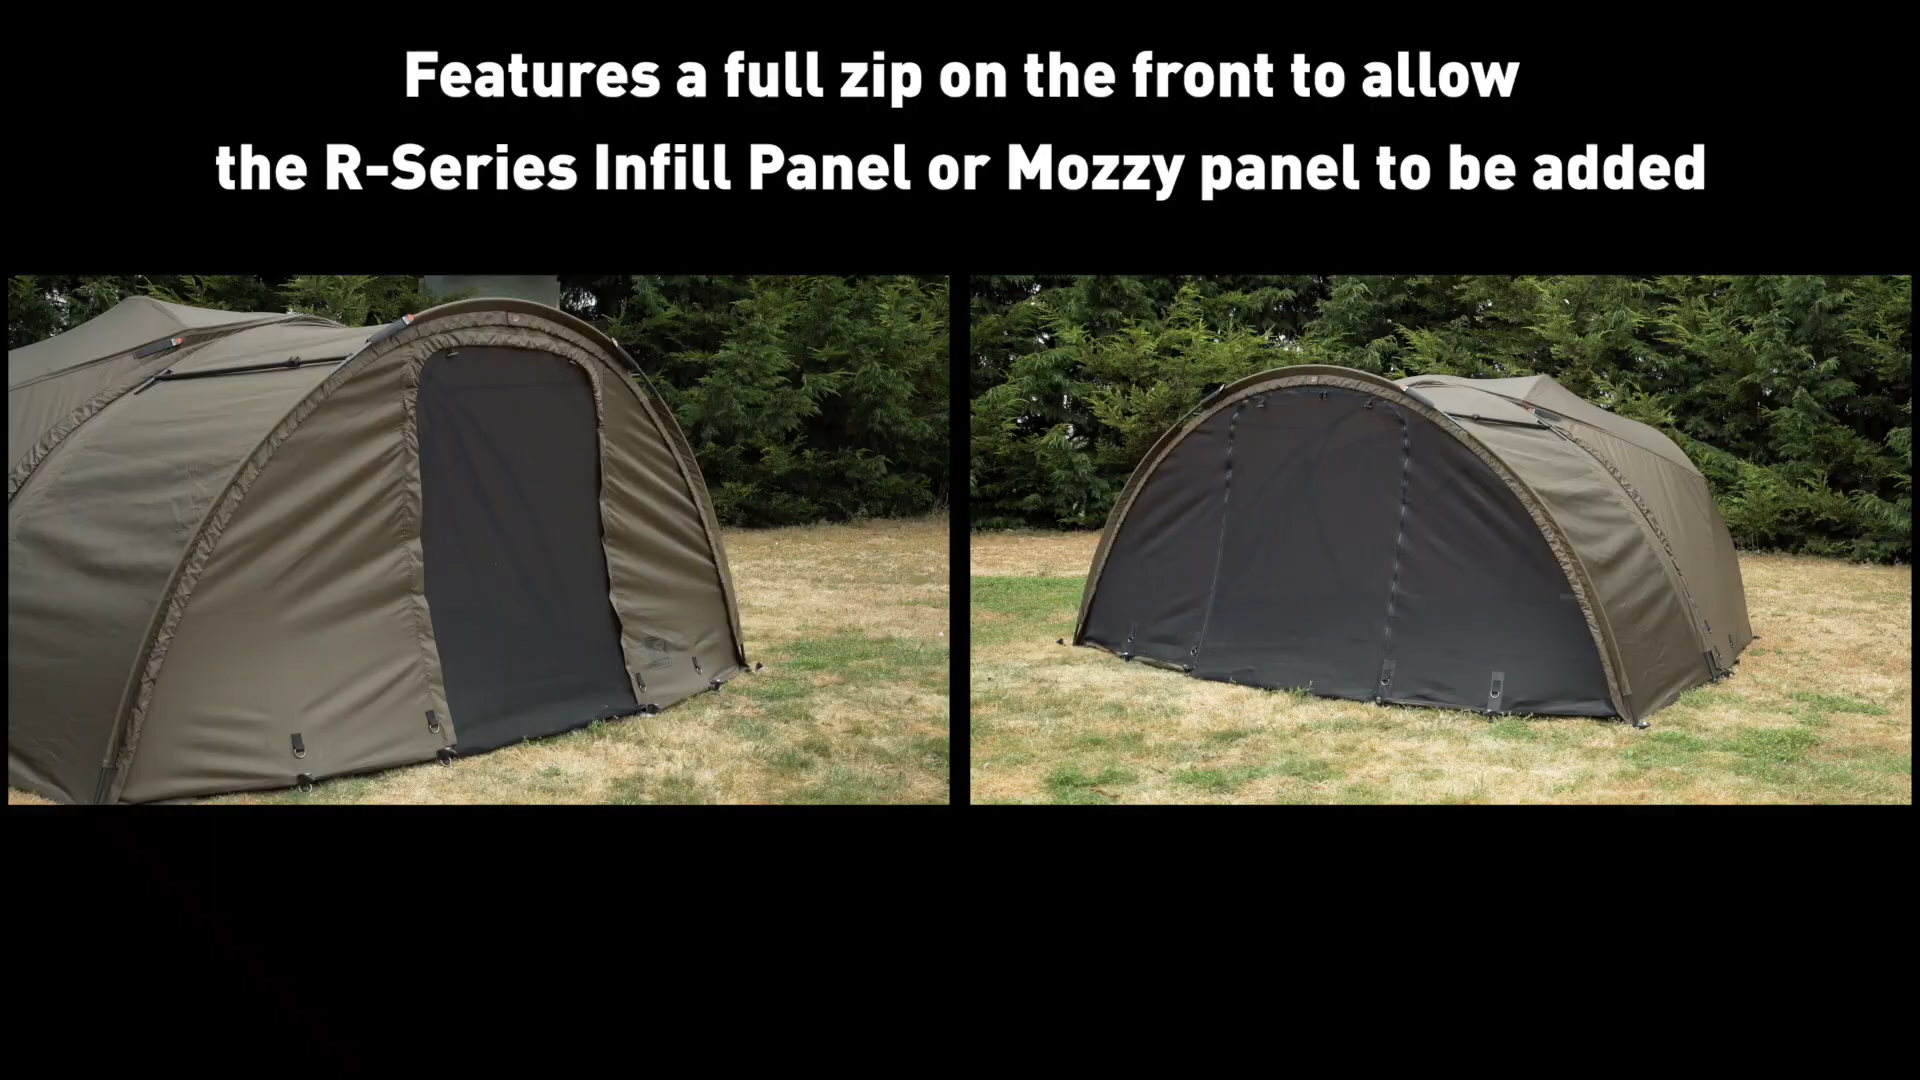 Features a full zip on the front to allow
the R-Series Infill Panel or Mozzy panel to be added